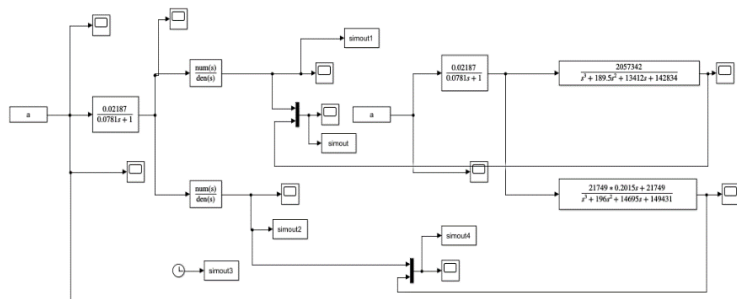 simout1
num(s)
den(s)
0.02187
0.0781s + 1
2057342
s³ + 189.5s² + 13412s + 142834
a
0.02187
0.0781s + 1
a
simout
num(s)
den(s)
21749 * 0.2015s + 21749
s³ + 196s² + 14695s + 149431
simout2
simout4
simout3